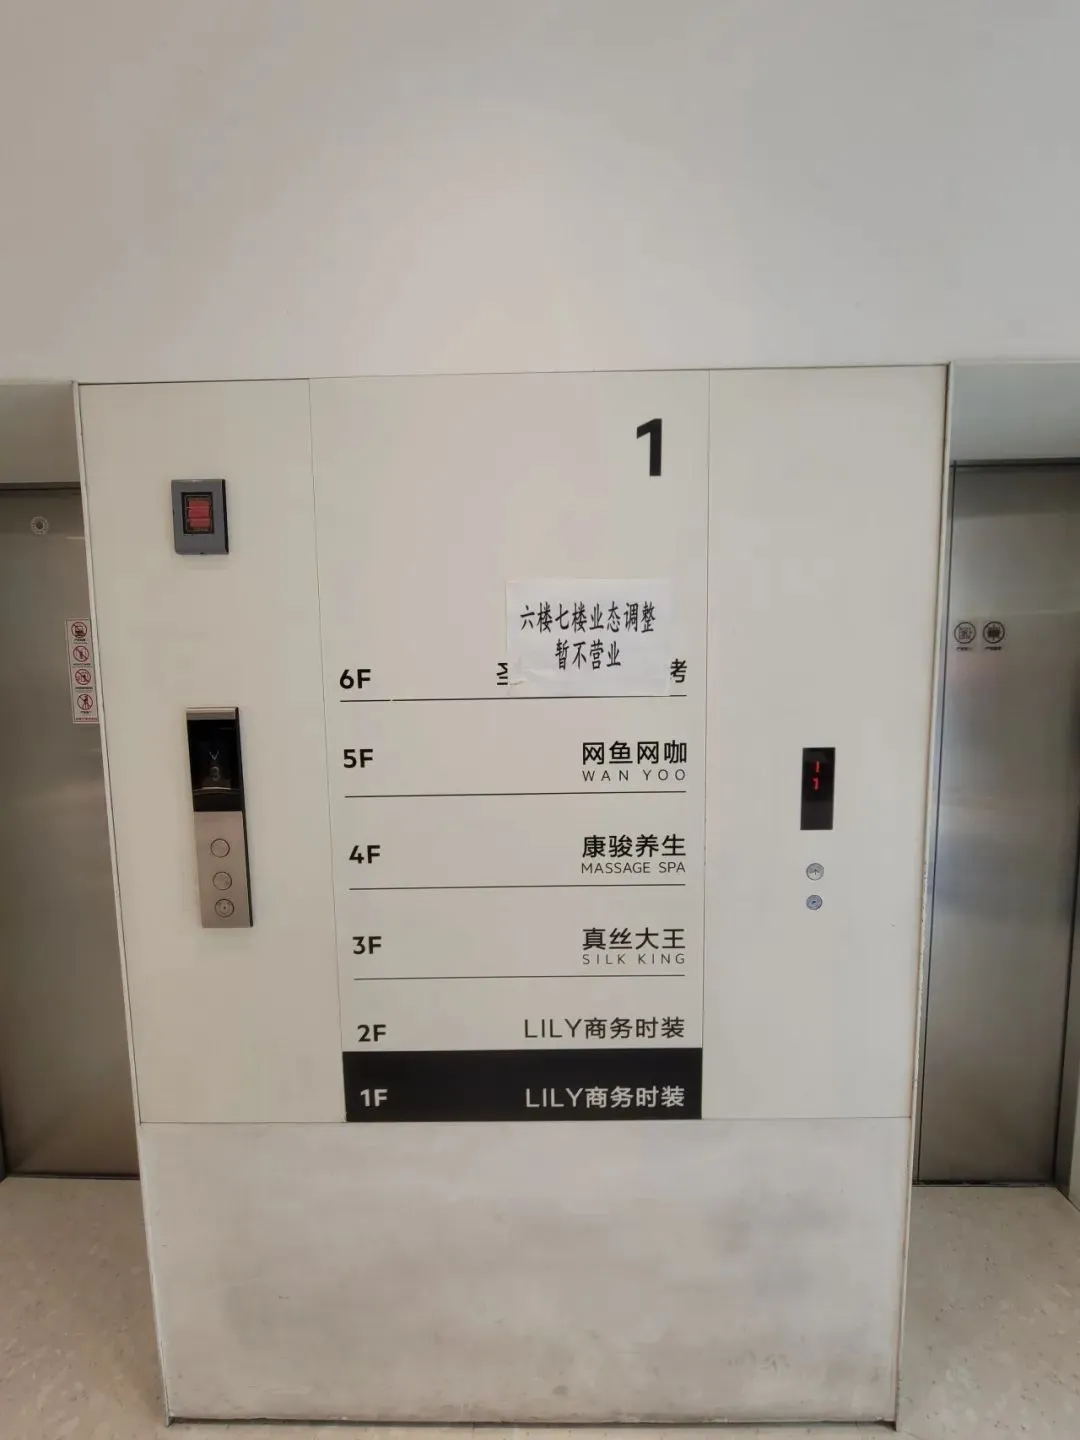 1
六楼七楼业态调整
暂不营业
6F
5F 网鱼网咖
WAN YOO
4F 康骏养生
MASSAGE SPA
3F 真丝大王
SILK KING
2F LILY商务时装
1F LILY商务时装
3
1